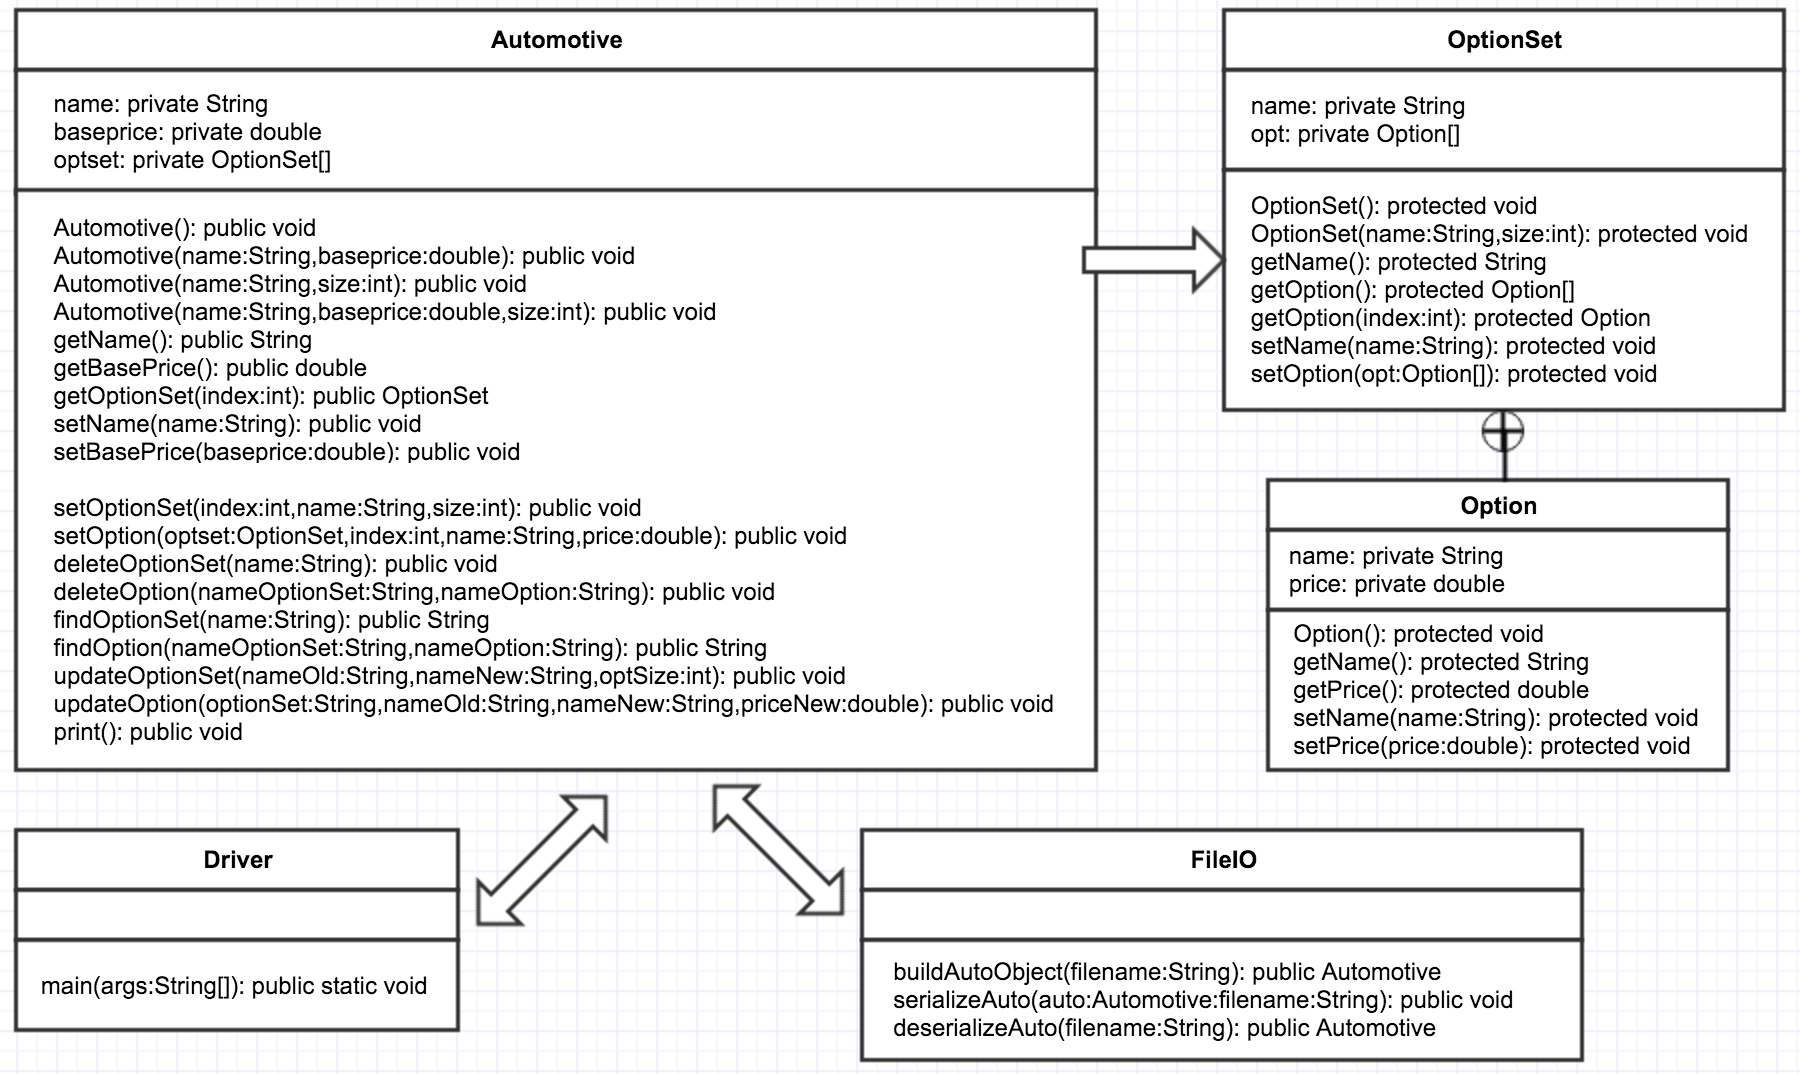 Automotive
name: private String
baseprice: private double
optset: private OptionSet[]
Automotive(): public void
Automotive(name:String,baseprice:double): public void
Automotive(name:String,size:int): public void
Automotive(name:String,baseprice:double,size:int): public void
getName(): public String
getBasePrice(): public double
getOptionSet(index:int): public OptionSet
setName(name:String): public void
setBasePrice(baseprice:double): public void
setOptionSet(index:int,name:String,size:int): public void
setOption(optset:OptionSet,index:int,name:String,price:double): public void
deleteOptionSet(name:String): public void
deleteOption(nameOptionSet:String,nameOption:String): public void
findOptionSet(name:String): public String
findOption(nameOptionSet:String,nameOption:String): public String
updateOptionSet(nameOld:String,nameNew:String,optSize:int): public void
updateOption(optionSet:String,nameOld:String,nameNew:String,priceNew:double): public void
print(): public void
OptionSet
name: private String
opt: private Option[]
OptionSet(): protected void
OptionSet(name:String,size:int): protected void
getName(): protected String
getOption(): protected Option[]
getOption(index:int): protected Option
setName(name:String): protected void
setOption(opt:Option[]): protected void
Option
name: private String
price: private double
Option(): protected void
getName(): protected String
getPrice(): protected double
setName(name:String): protected void
setPrice(price:double): protected void
Driver
main(args:String[]): public static void
FileIO
buildAutoObject(filename:String): public Automotive
serializeAuto(auto:Automotive:filename:String): public void
deserializeAuto(filename:String): public Automotive